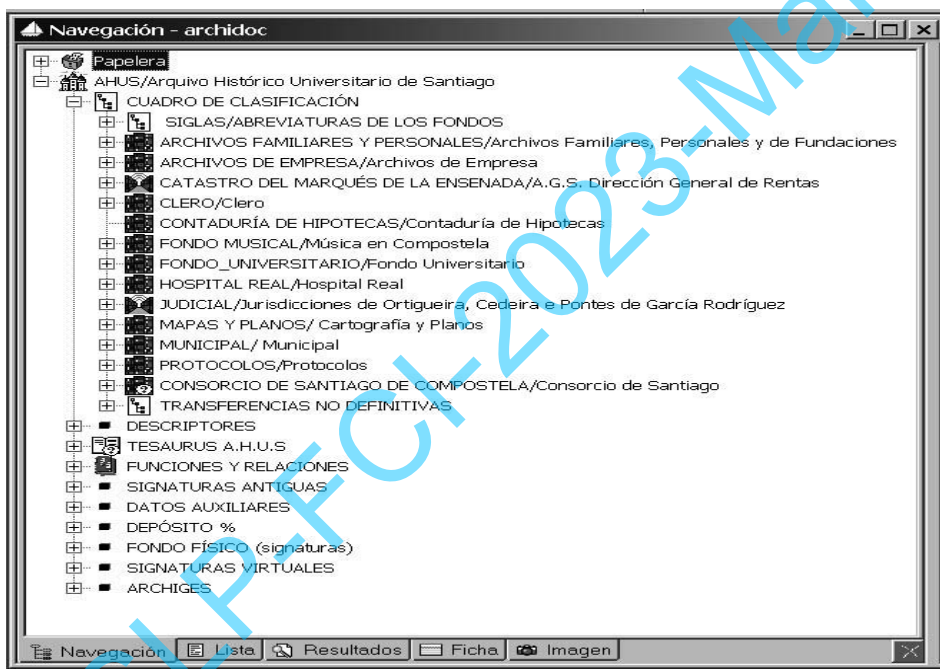 Navegación - archidoc
Papelera
AHUS/Arquivo Histórico Universitario de Santiago
CUADRO DE CLASIFICACIÓN
SIGLAS/ABREVIATURAS DE LOS FONDOS
ARCHIVOS FAMILIARES Y PERSONALES/Archivos Familiares, Personales y de Fundaciones
ARCHIVOS DE EMPRESA/Archivos de Empresa
CATASTRO DEL MARQUÉS DE LA ENSENADA/A.G.S. Dirección General de Rentas
CLERO/Clero
CONTADURÍA DE HIPOTECAS/Contaduría de Hipotecas
FONDO MUSICAL/Música en Compostela
FONDO_UNIVERSITARIO/Fondo Universitario
HOSPITAL REAL/Hospital Real
JUDICIAL/Jurisdicciones de Ortigueira, Cedeira e Pontes de García Rodríguez
MAPAS Y PLANOS/ Cartografía y Planos
MUNICIPAL/ Municipal
PROTOCOLOS/Protocolos
CONSORCIO DE SANTIAGO DE COMPOSTELA/Consorcio de Santiago
TRANSFERENCIAS NO DEFINITIVAS
DESCRIPTORES
TESAURUS A.H.U.S
FUNCIONES Y RELACIONES
SIGNATURAS ANTIGUAS
DATOS AUXILIARES
DEPÓSITO %
FONDO FÍSICO (signaturas)
SIGNATURAS VIRTUALES
ARCHIGES
Navegación Lista Resultados Ficha Imagen
LP-FCI-2023-Ma